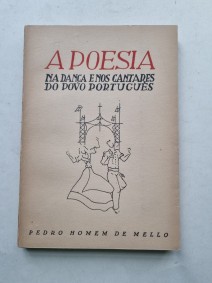 A POESIA
NA DANÇA E NOS CANTARES
DO POVO PORTUGUÊS
PEDRO HOMEM DE MELLO